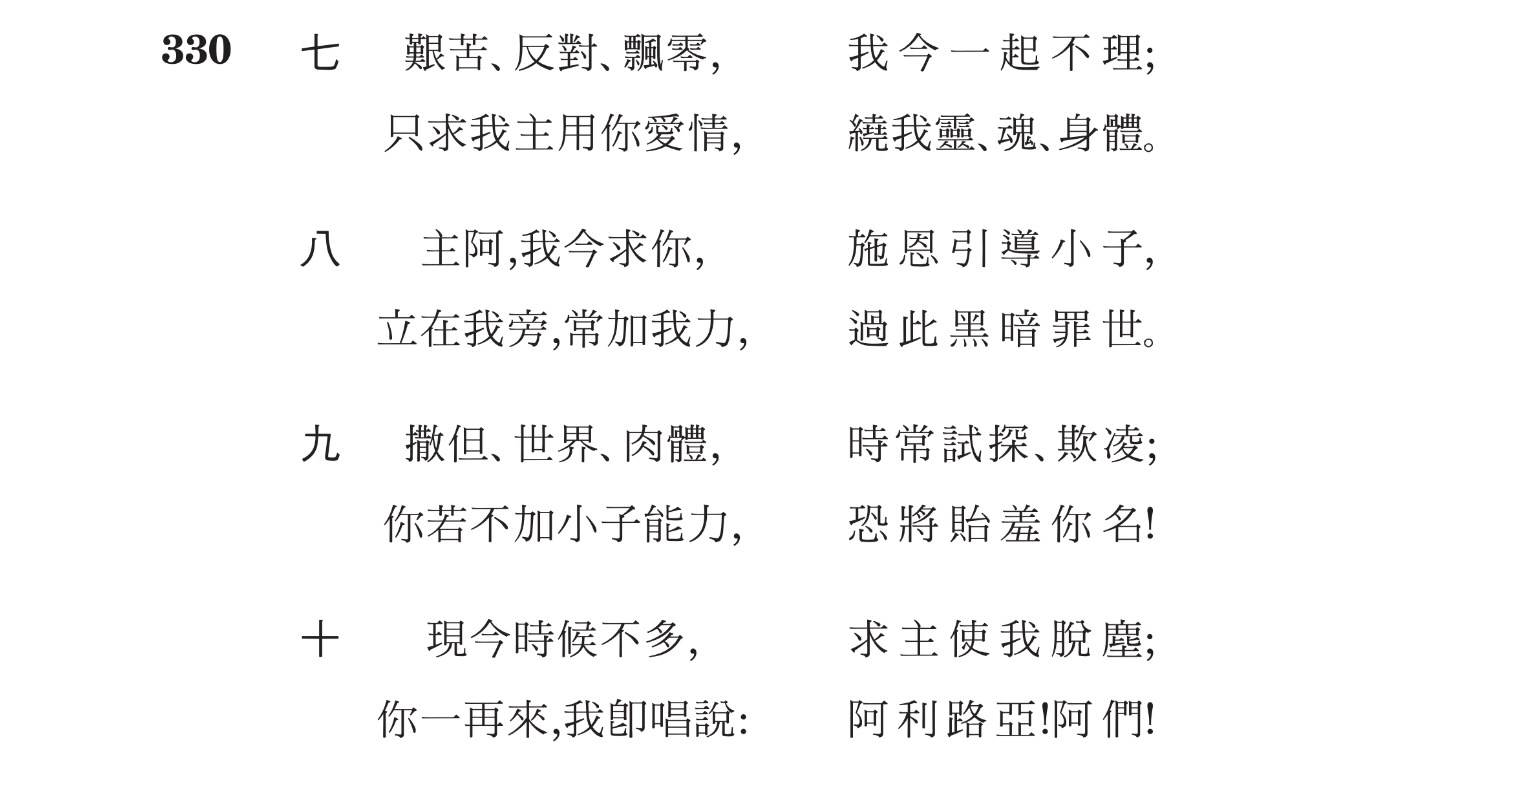 330 七 艱苦、反對、飄零, 我今一起不理;
只求我主用你愛情, 繞我靈、魂、身體。
八 主阿,我今求你, 施恩引導小子,
立在我旁,常加我力, 過此黑暗罪世。
九 撒但、世界、肉體, 時常試探、欺凌;
你若不加小子能力, 恐將貽羞你名!
十 現今時候不多, 求主使我脫塵;
你一再來,我卽唱說: 阿利路亞!阿們!